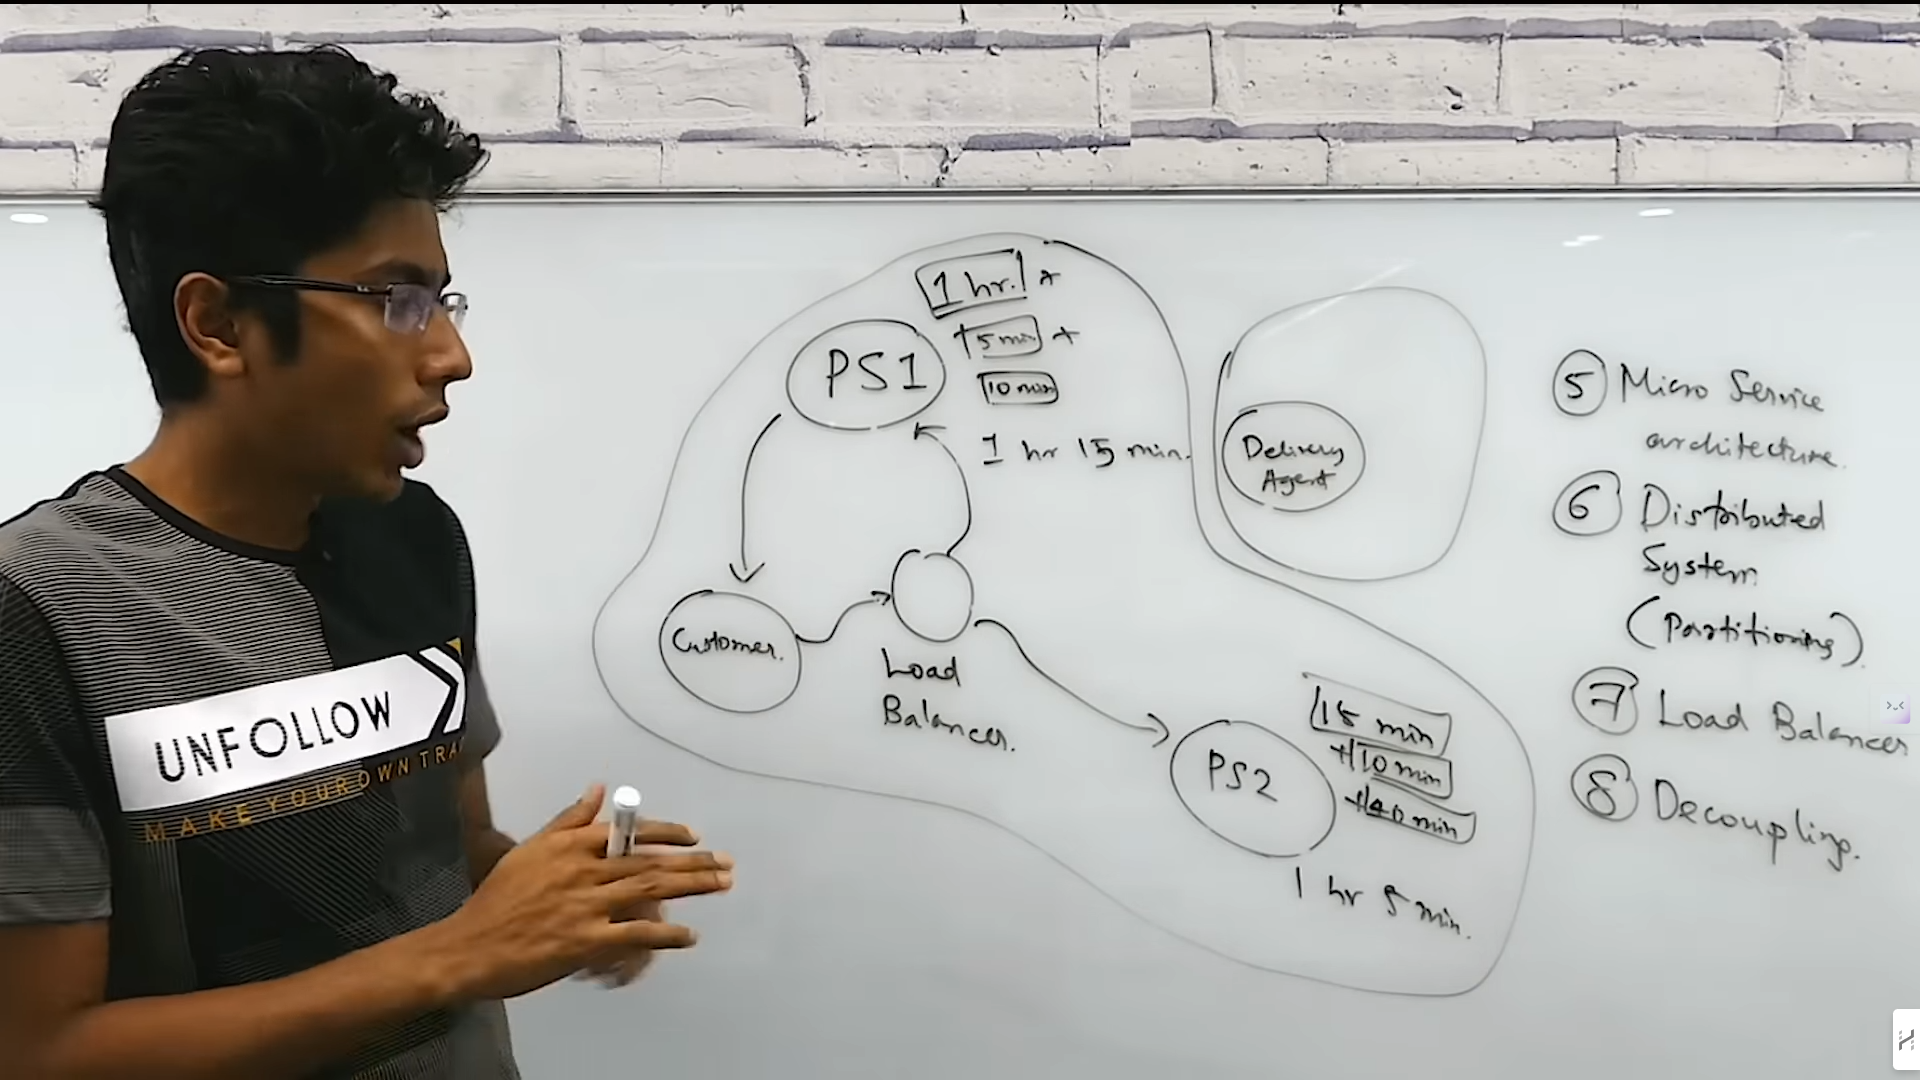 1 hr. +
5 min +
10 min
1 hr 15 min.
PS1
Delivery
Agent
Customer.
Load
Balancer.
PS2
15 min
+10 min
+40 min
1 hr 5 min.
5 Micro Service
architecture.
6 Distributed
System
(Partitioning)
7 Load Balancer
8 Decoupling.
UNFOLLOW
MAKE YOUR OWN TRA